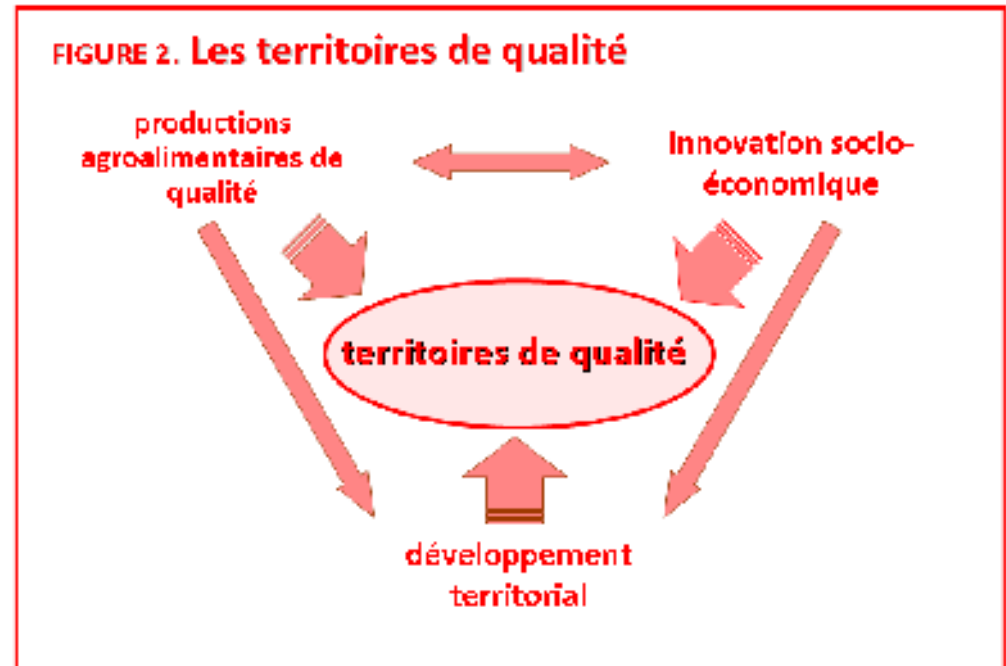 FIGURE 2. Les territoires de qualité
productions
agroalimentaires de
qualité
innovation socio-
économique
territoires de qualité
développement
territorial